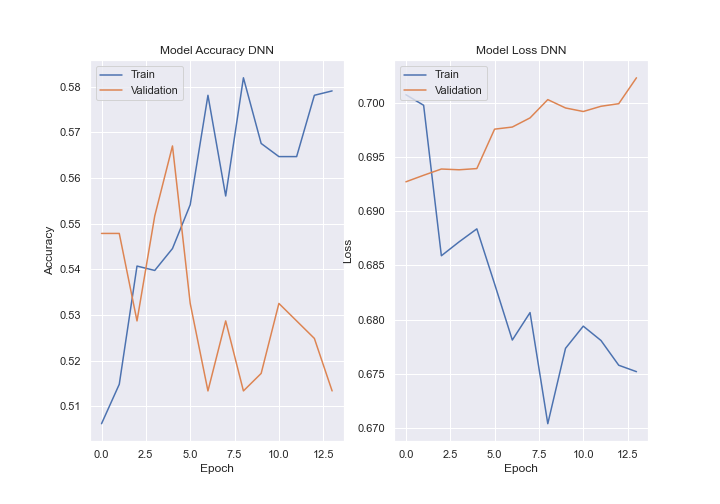 Model Accuracy DNN
Train
Validation
0.58
0.57
0.56
0.55
0.54
0.53
0.52
0.51
Accuracy
0.0 2.5 5.0 7.5 10.0 12.5
Epoch
Model Loss DNN
Train
Validation
0.700
0.695
0.690
0.685
0.680
0.675
0.670
Loss
0.0 2.5 5.0 7.5 10.0 12.5
Epoch